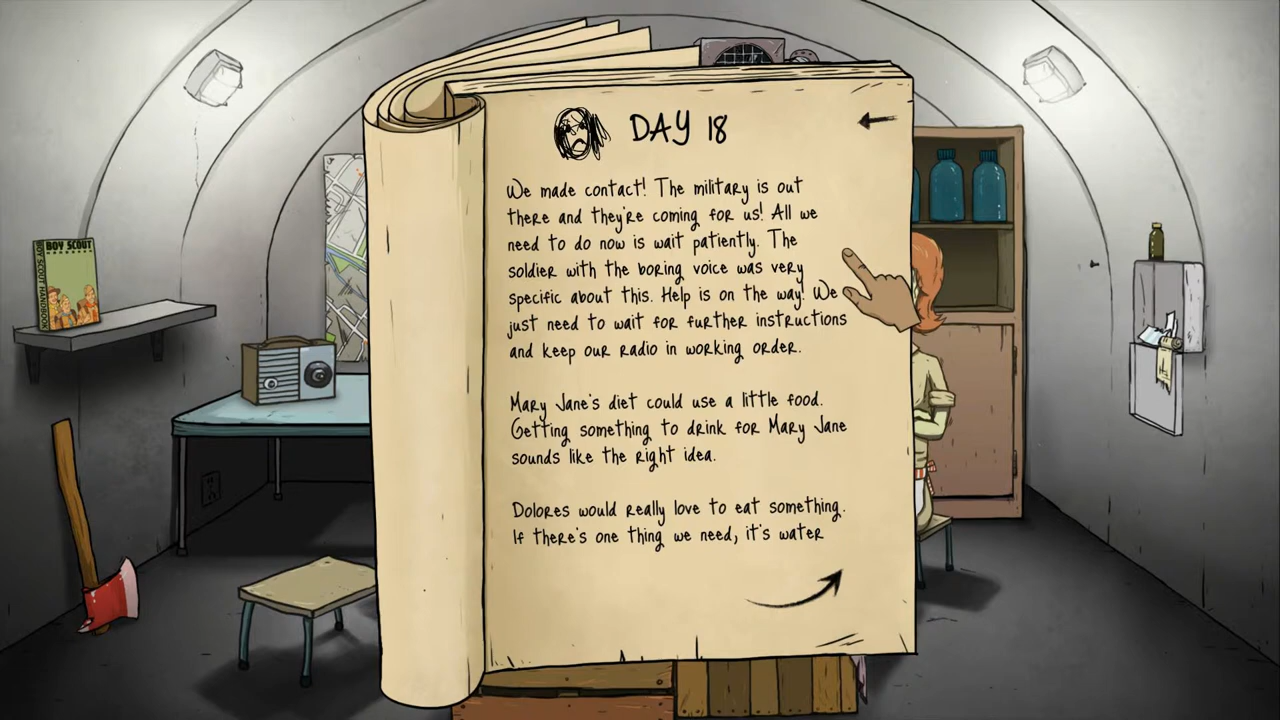 DAY 18
We made contact! The military is out
there and they're coming for us! All we
need to do now is wait patiently. The
soldier with the boring voice was very
specific about this. Help is on the way! We
just need to wait for further instructions
and keep our radio in working order.
Mary Jane's diet could use a little food.
Getting something to drink for Mary Jane
sounds like the right idea.
Dolores would really love to eat something.
If there's one thing we need, it's water
BOY SCOUT
BOY SCOUT HANDBOOK